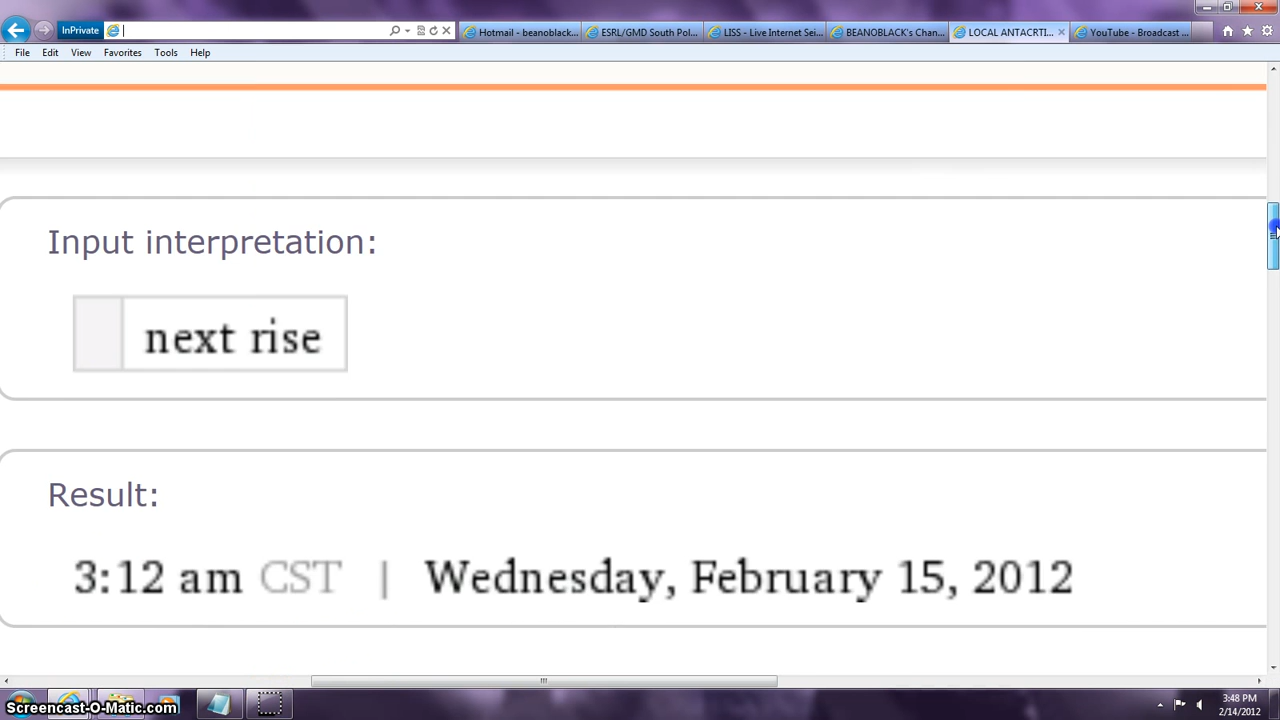 InPrivate
Hotmail - beanoblack...
ESRL/GMD South Pol...
LISS - Live Internet Sei...
BEANOBLACK's Chan...
LOCAL ANTACRTI...
YouTube - Broadcast ...
File Edit View Favorites Tools Help
Input interpretation:
next rise
Result:
3:12 am CST | Wednesday, February 15, 2012
3:48 PM
2/14/2012
Screencast-O-Matic.com